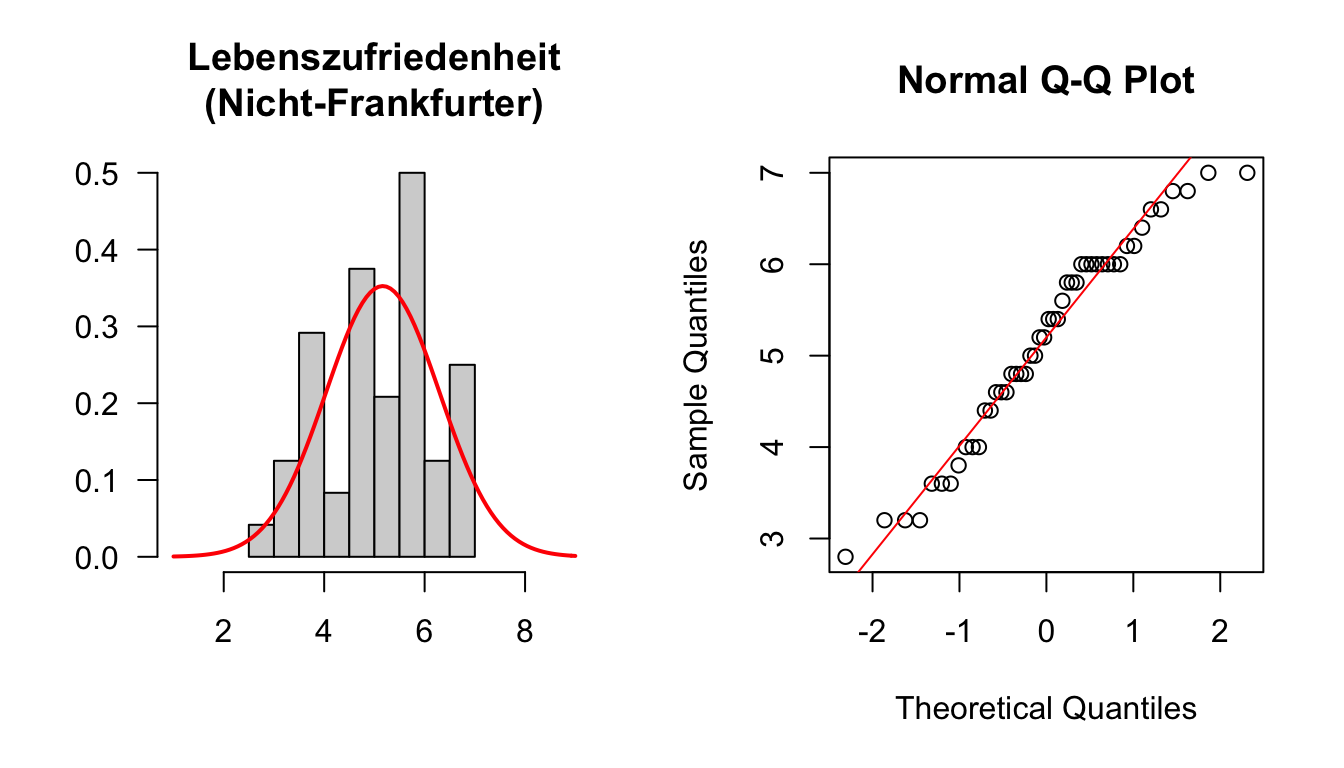 Lebenszufriedenheit
(Nicht-Frankfurter)
0.5
0.4
0.3
0.2
0.1
0.0
2 4 6 8
Normal Q-Q Plot
Sample Quantiles
7
6
5
4
3
-2 -1 0 1 2
Theoretical Quantiles